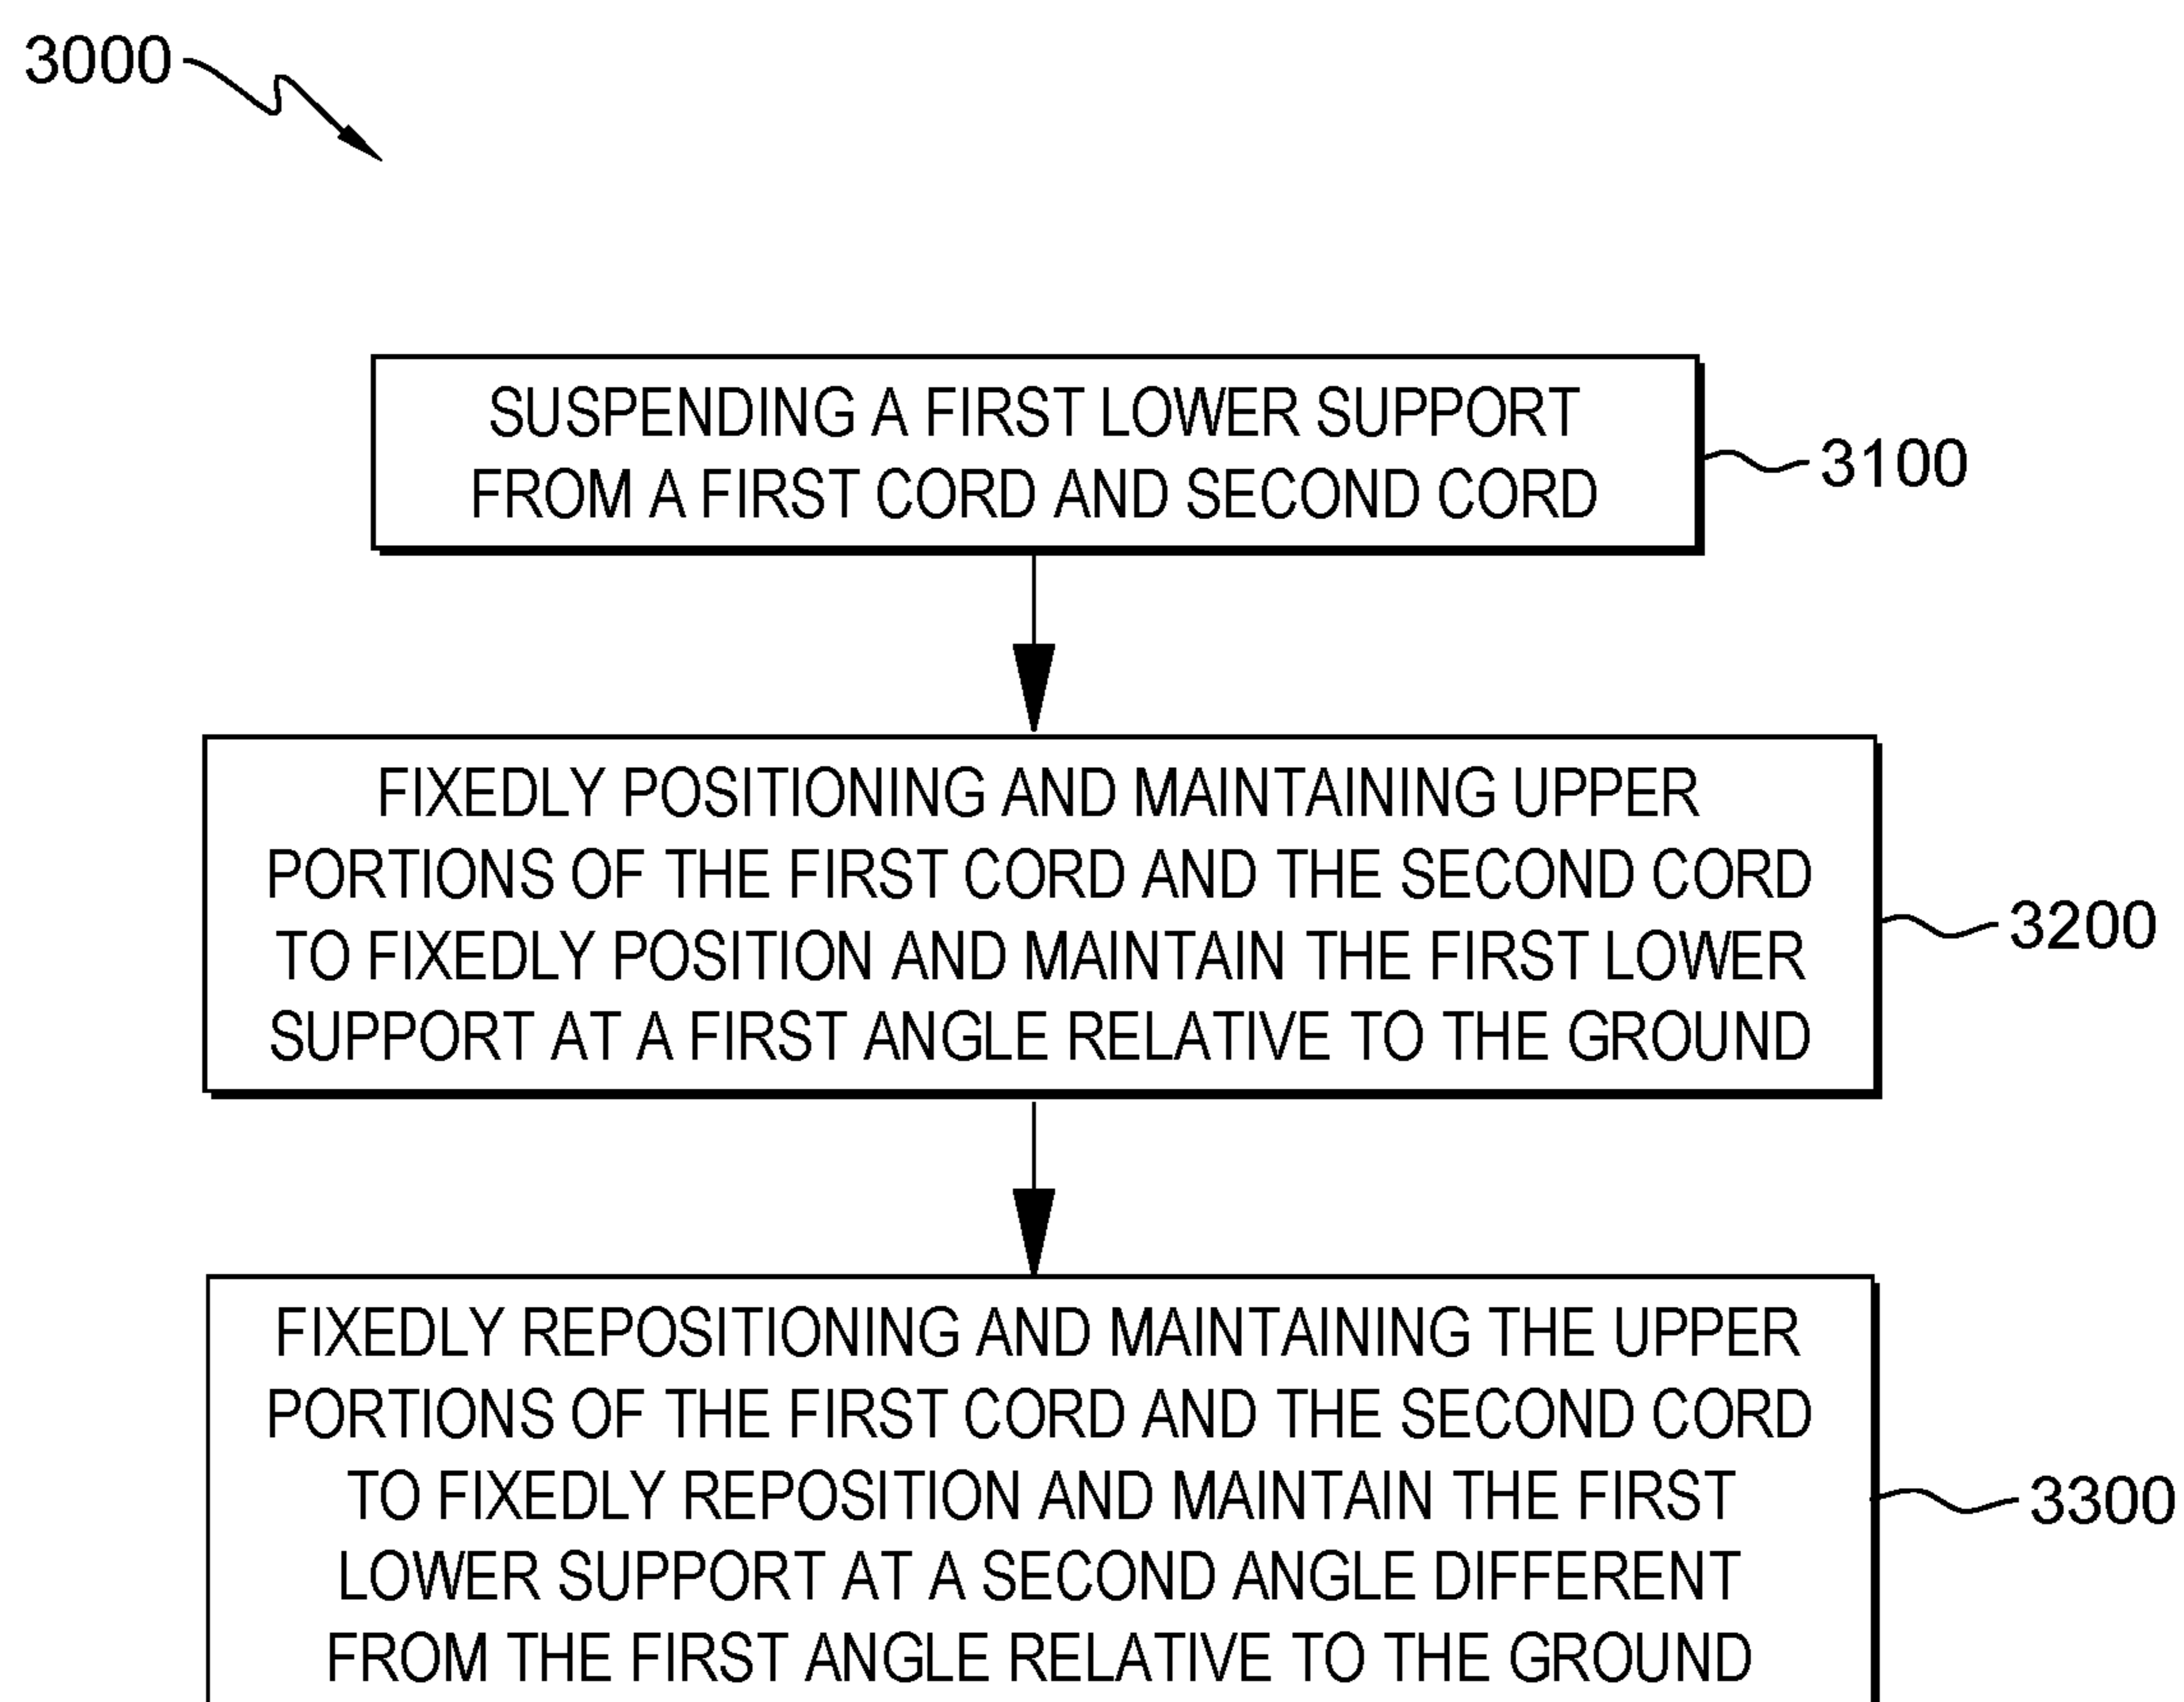 3000
SUSPENDING A FIRST LOWER SUPPORT
FROM A FIRST CORD AND SECOND CORD
3100
FIXEDLY POSITIONING AND MAINTAINING UPPER
PORTIONS OF THE FIRST CORD AND THE SECOND CORD
TO FIXEDLY POSITION AND MAINTAIN THE FIRST LOWER
SUPPORT AT A FIRST ANGLE RELATIVE TO THE GROUND
3200
FIXEDLY REPOSITIONING AND MAINTAINING THE UPPER
PORTIONS OF THE FIRST CORD AND THE SECOND CORD
TO FIXEDLY REPOSITION AND MAINTAIN THE FIRST
LOWER SUPPORT AT A SECOND ANGLE DIFFERENT
FROM THE FIRST ANGLE RELATIVE TO THE GROUND
3300